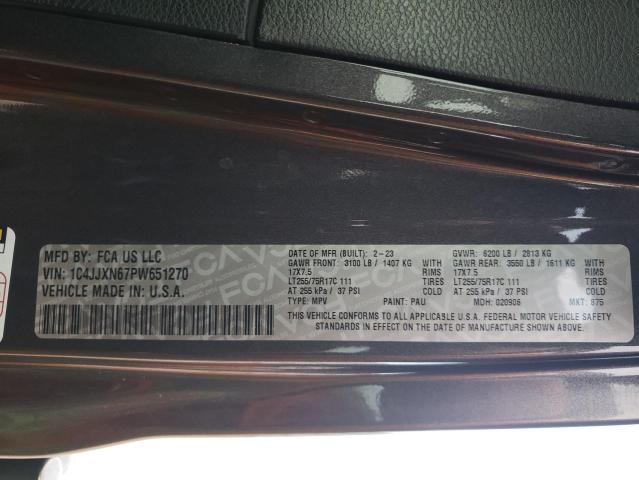 MFD BY: FCA US LLC
VIN: 1C4JJXN67PW651270
VEHICLE MADE IN: U.S.A.
DATE OF MFR (BUILT): 2-23 GVWR: 6200 LB / 2813 KG
GAWR FRONT: 3100 LB / 1407 KG WITH GAWR REAR: 3550 LB / 1611 KG WITH
17X7.5 RIMS 17X7.5 RIMS
LT255/75R17C 111 TIRES LT255/75R17C 111 TIRES
AT 255 kPa / 37 PSI COLD AT 255 kPa / 37 PSI COLD
TYPE: MPV PAINT: PAU MDH: 020906 MKT: 875
THIS VEHICLE CONFORMS TO ALL APPLICABLE U.S.A. FEDERAL MOTOR VEHICLE SAFETY
STANDARDS IN EFFECT ON THE DATE OF MANUFACTURE SHOWN ABOVE.